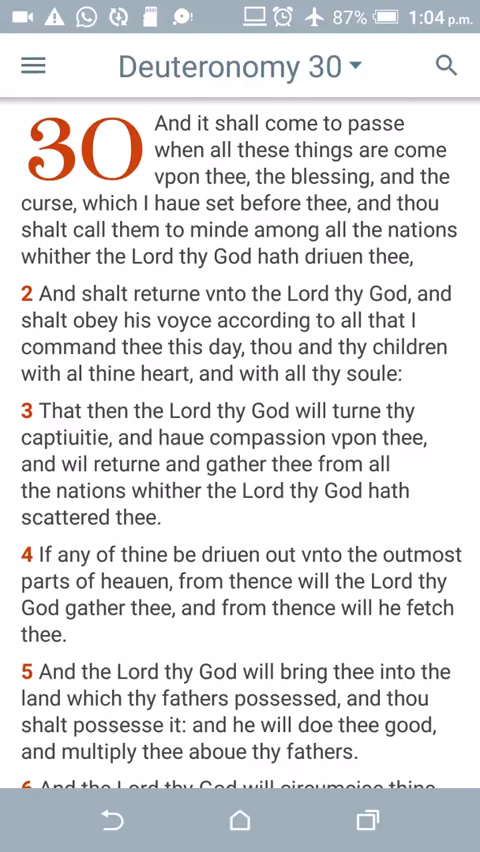 87% 1:04 p.m.
Deuteronomy 30
30 And it shall come to passe
when all these things are come
vpon thee, the blessing, and the
curse, which I haue set before thee, and thou
shalt call them to minde among all the nations
whither the Lord thy God hath driuen thee,
2 And shalt returne vnto the Lord thy God, and
shalt obey his voyce according to all that I
command thee this day, thou and thy children
with al thine heart, and with all thy soule:
3 That then the Lord thy God will turne thy
captiuitie, and haue compassion vpon thee,
and wil returne and gather thee from all
the nations whither the Lord thy God hath
scattered thee.
4 If any of thine be driuen out vnto the outmost
parts of heauen, from thence will the Lord thy
God gather thee, and from thence will he fetch
thee.
5 And the Lord thy God will bring thee into the
land which thy fathers possessed, and thou
shalt possesse it: and he will doe thee good,
and multiply thee aboue thy fathers.
6 And the Lord thy God will circumcise thine